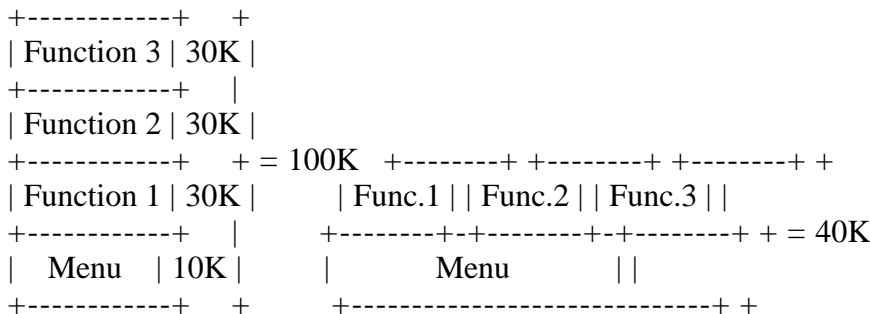 +------------+ +
| Function 3 | 30K |
+------------+ |
| Function 2 | 30K |
+------------+ + = 100K +--------+ +--------+ +--------+ +
| Function 1 | 30K | | Func.1 | | Func.2 | | Func.3 | |
+------------+ | +--------+-+--------+-+--------+ + = 40K
| Menu | 10K | | Menu | |
+------------+ + +------------------------------+ +